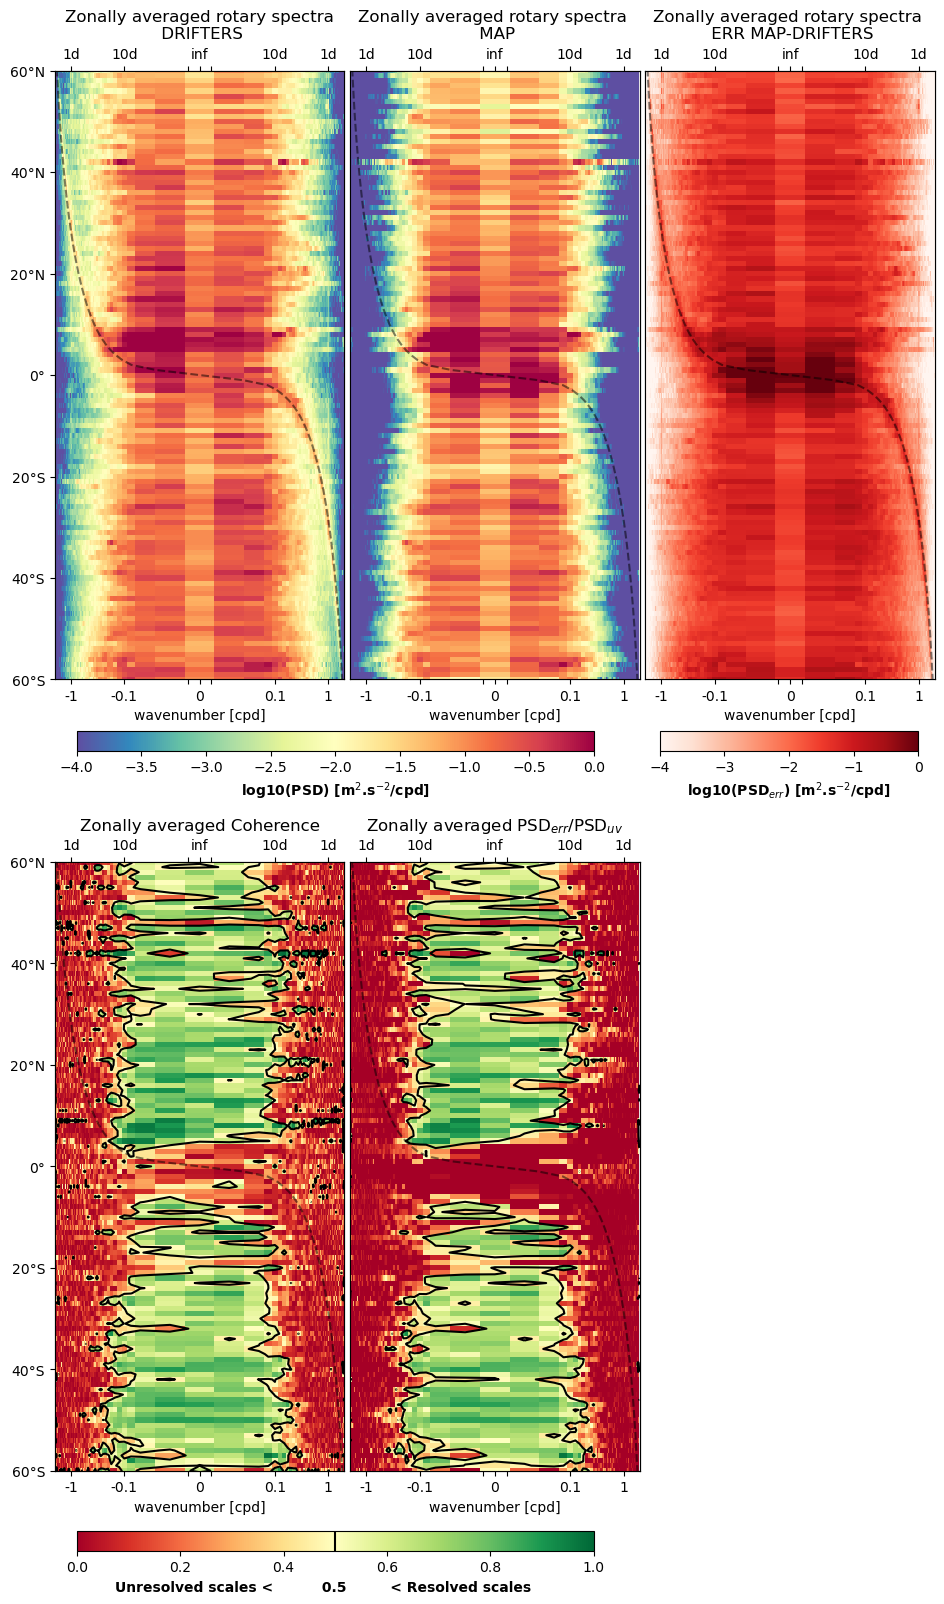 Zonally averaged rotary spectra
DRIFTERS
Zonally averaged rotary spectra
MAP
Zonally averaged rotary spectra
ERR MAP-DRIFTERS
1d 10d inf 10d 1d
1d 10d inf 10d 1d
1d 10d inf 10d 1d
60°N
40°N
20°N
0°
20°S
40°S
60°S
-1 -0.1 0 0.1 1
-1 -0.1 0 0.1 1
-1 -0.1 0 0.1 1
wavenumber [cpd]
wavenumber [cpd]
wavenumber [cpd]
−4.0 −3.5 −3.0 −2.5 −2.0 −1.5 −1.0 −0.5 0.0
log10(PSD) [m².s⁻²/cpd]
−4 −3 −2 −1 0
log10(PSD_err) [m².s⁻²/cpd]
Zonally averaged Coherence
Zonally averaged PSD_err/PSD_uv
1d 10d inf 10d 1d
1d 10d inf 10d 1d
60°N
40°N
20°N
0°
20°S
40°S
60°S
-1 -0.1 0 0.1 1
-1 -0.1 0 0.1 1
wavenumber [cpd]
wavenumber [cpd]
0.0 0.2 0.4 0.6 0.8 1.0
Unresolved scales < 0.5 < Resolved scales